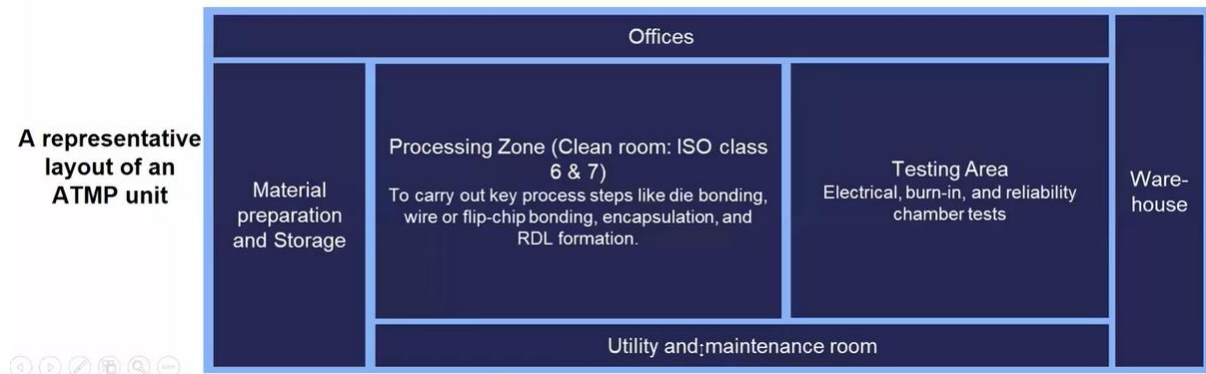 A representative
layout of an
ATMP unit
Offices
Material
preparation
and Storage
Processing Zone (Clean room: ISO class
6 & 7)
To carry out key process steps like die bonding,
wire or flip-chip bonding, encapsulation, and
RDL formation.
Testing Area
Electrical, burn-in, and reliability
chamber tests
Ware-
house
Utility and maintenance room